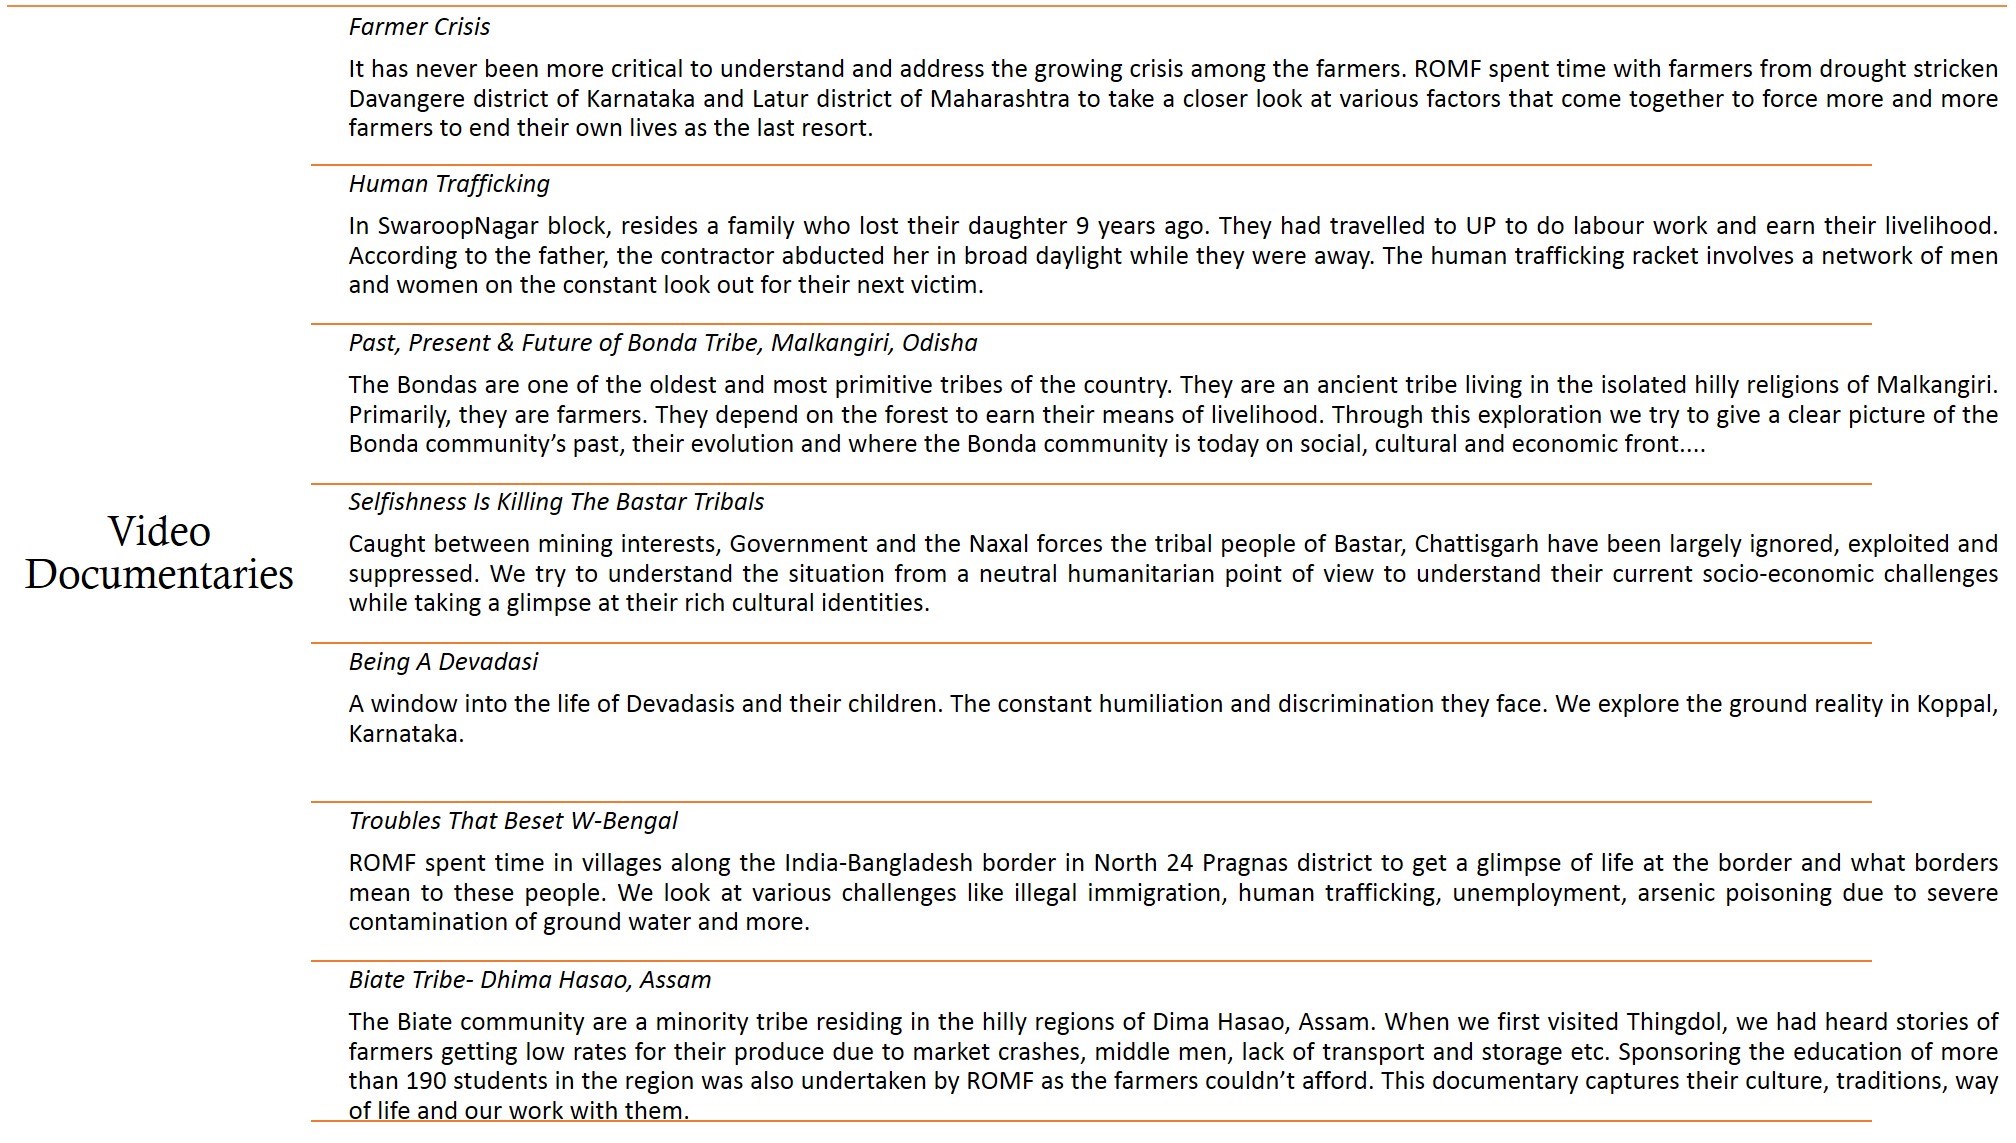 Video
Documentaries
Farmer Crisis
It has never been more critical to understand and address the growing crisis among the farmers. ROMF spent time with farmers from drought stricken
Davangere district of Karnataka and Latur district of Maharashtra to take a closer look at various factors that come together to force more and more
farmers to end their own lives as the last resort.
Human Trafficking
In SwaroopNagar block, resides a family who lost their daughter 9 years ago. They had travelled to UP to do labour work and earn their livelihood.
According to the father, the contractor abducted her in broad daylight while they were away. The human trafficking racket involves a network of men
and women on the constant look out for their next victim.
Past, Present & Future of Bonda Tribe, Malkangiri, Odisha
The Bondas are one of the oldest and most primitive tribes of the country. They are an ancient tribe living in the isolated hilly religions of Malkangiri.
Primarily, they are farmers. They depend on the forest to earn their means of livelihood. Through this exploration we try to give a clear picture of the
Bonda community’s past, their evolution and where the Bonda community is today on social, cultural and economic front....
Selfishness Is Killing The Bastar Tribals
Caught between mining interests, Government and the Naxal forces the tribal people of Bastar, Chattisgarh have been largely ignored, exploited and
suppressed. We try to understand the situation from a neutral humanitarian point of view to understand their current socio-economic challenges
while taking a glimpse at their rich cultural identities.
Being A Devadasi
A window into the life of Devadasis and their children. The constant humiliation and discrimination they face. We explore the ground reality in Koppal,
Karnataka.
Troubles That Beset W-Bengal
ROMF spent time in villages along the India-Bangladesh border in North 24 Pragnas district to get a glimpse of life at the border and what borders
mean to these people. We look at various challenges like illegal immigration, human trafficking, unemployment, arsenic poisoning due to severe
contamination of ground water and more.
Biate Tribe- Dhima Hasao, Assam
The Biate community are a minority tribe residing in the hilly regions of Dima Hasao, Assam. When we first visited Thingdol, we had heard stories of
farmers getting low rates for their produce due to market crashes, middle men, lack of transport and storage etc. Sponsoring the education of more
than 190 students in the region was also undertaken by ROMF as the farmers couldn’t afford. This documentary captures their culture, traditions, way
of life and our work with them.